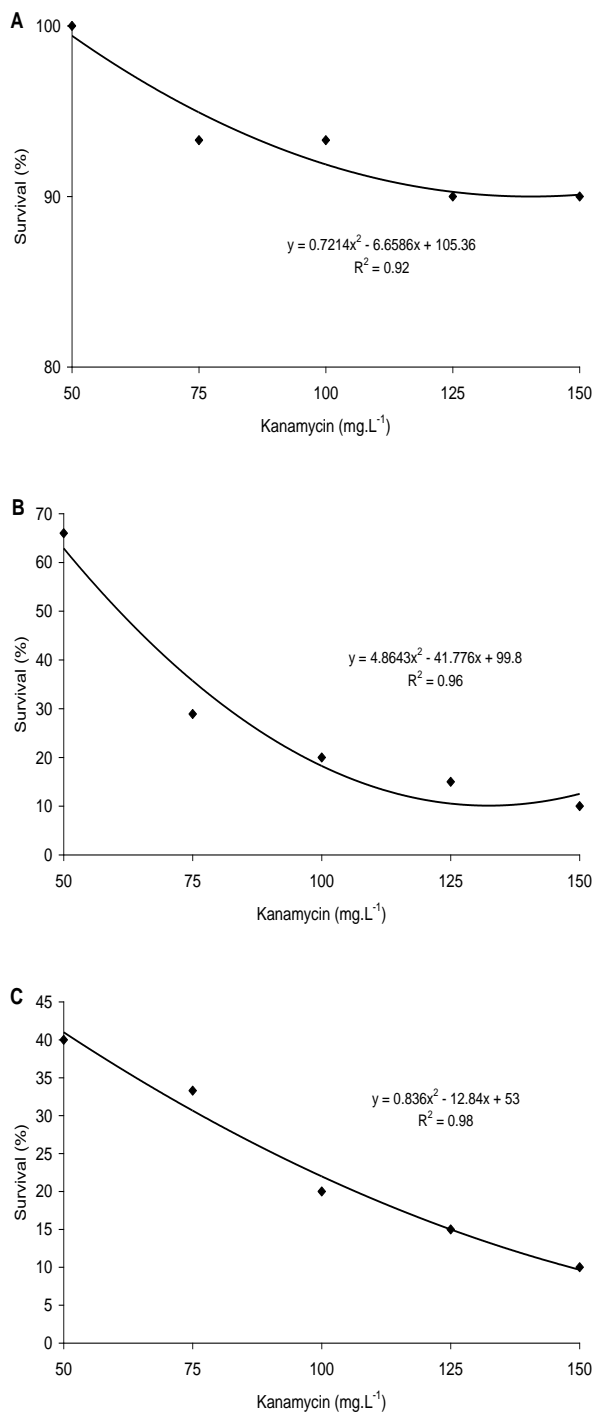 A
100
90
80
Survival (%)
y = 0.7214x² - 6.6586x + 105.36
R² = 0.92
50 75 100 125 150
Kanamycin (mg.L⁻¹)
B
70
60
50
40
30
20
10
0
Survival (%)
y = 4.8643x² - 41.776x + 99.8
R² = 0.96
50 75 100 125 150
Kanamycin (mg.L⁻¹)
C
45
40
35
30
25
20
15
10
5
0
Survival (%)
y = 0.836x² - 12.84x + 53
R² = 0.98
50 75 100 125 150
Kanamycin (mg.L⁻¹)